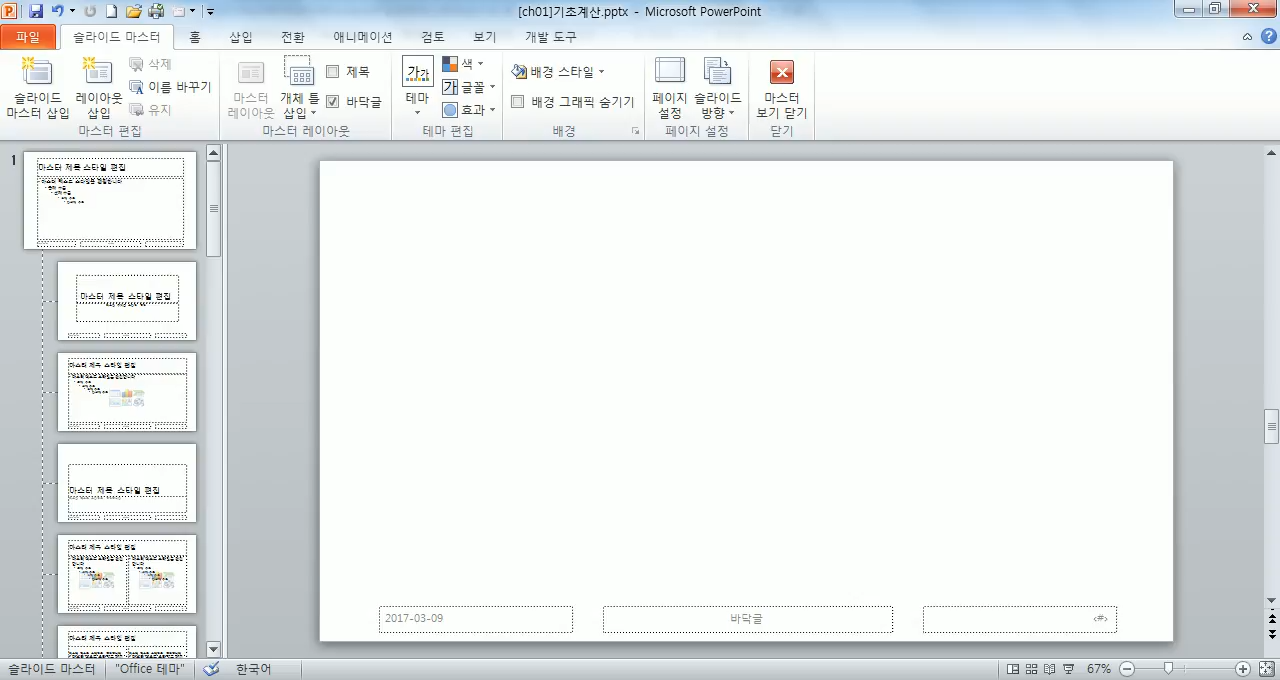 [ch01]기초계산.pptx - Microsoft PowerPoint
파일 슬라이드 마스터 홈 삽입 전환 애니메이션 검토 보기 개발 도구
슬라이드 마스터 삽입
레이아웃 삽입
삭제
이름 바꾸기
유지
마스터 편집
마스터 레이아웃
개체 틀 삽입
제목
바닥글
마스터 레이아웃
가가
테마
색
가 글꼴
효과
테마 편집
배경 스타일
배경 그래픽 숨기기
배경
페이지 설정
슬라이드 방향
페이지 설정
마스터 보기 닫기
닫기
1
마스터 제목 스타일 편집
마스터 제목 스타일 편집
마스터 제목 스타일 편집
마스터 제목 스타일 편집
마스터 제목 스타일 편집
마스터 제목 스타일 편집
2017-03-09
바닥글
‹#›
슬라이드 마스터 "Office 테마" 한국어 67%